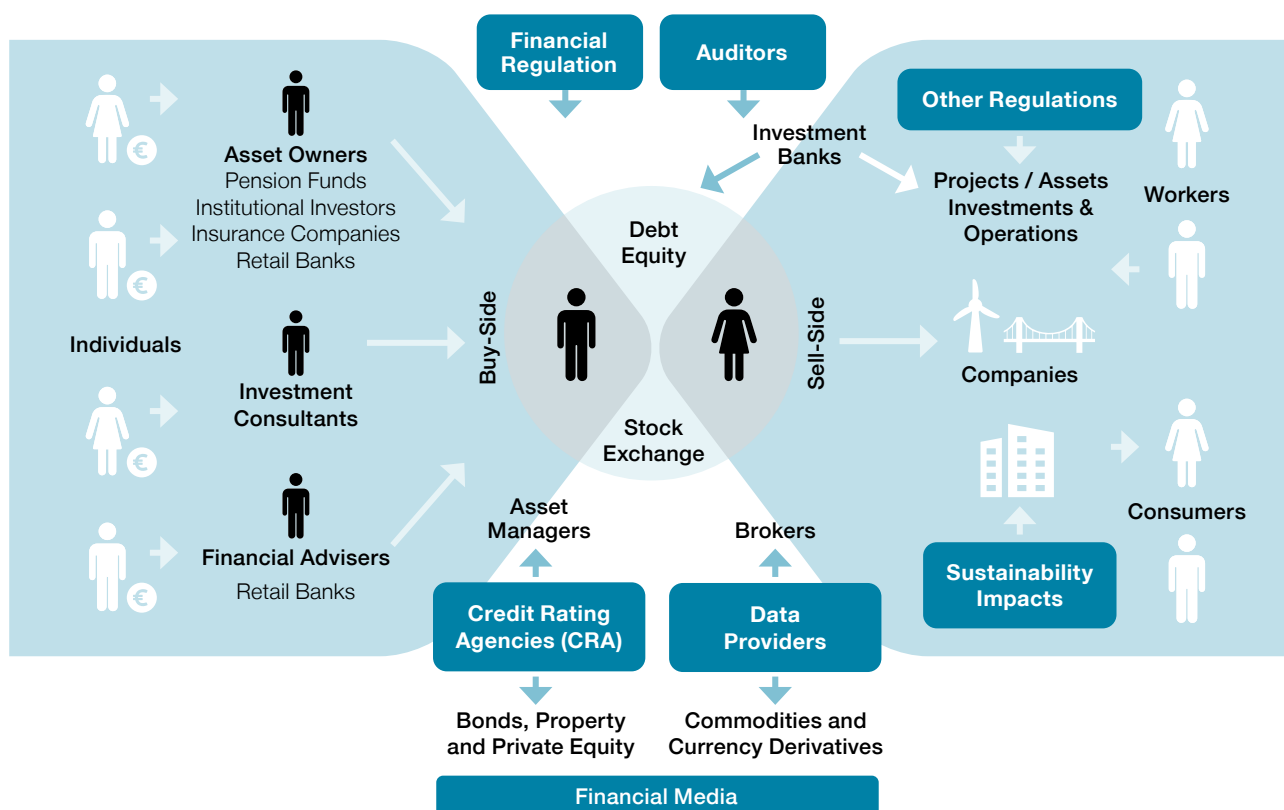 Financial
Regulation
Auditors
Other Regulations
Investment
Banks
Asset Owners
Pension Funds
Institutional Investors
Insurance Companies
Retail Banks
Projects / Assets
Investments &
Operations
Workers
Debt
Equity
€
€
Individuals
Buy-Side
Sell-Side
Companies
Investment
Consultants
Stock
Exchange
€
€
Consumers
Asset
Managers
Brokers
Financial Advisers
Retail Banks
Sustainability
Impacts
Credit Rating
Agencies (CRA)
Data
Providers
Bonds, Property
and Private Equity
Commodities and
Currency Derivatives
Financial Media